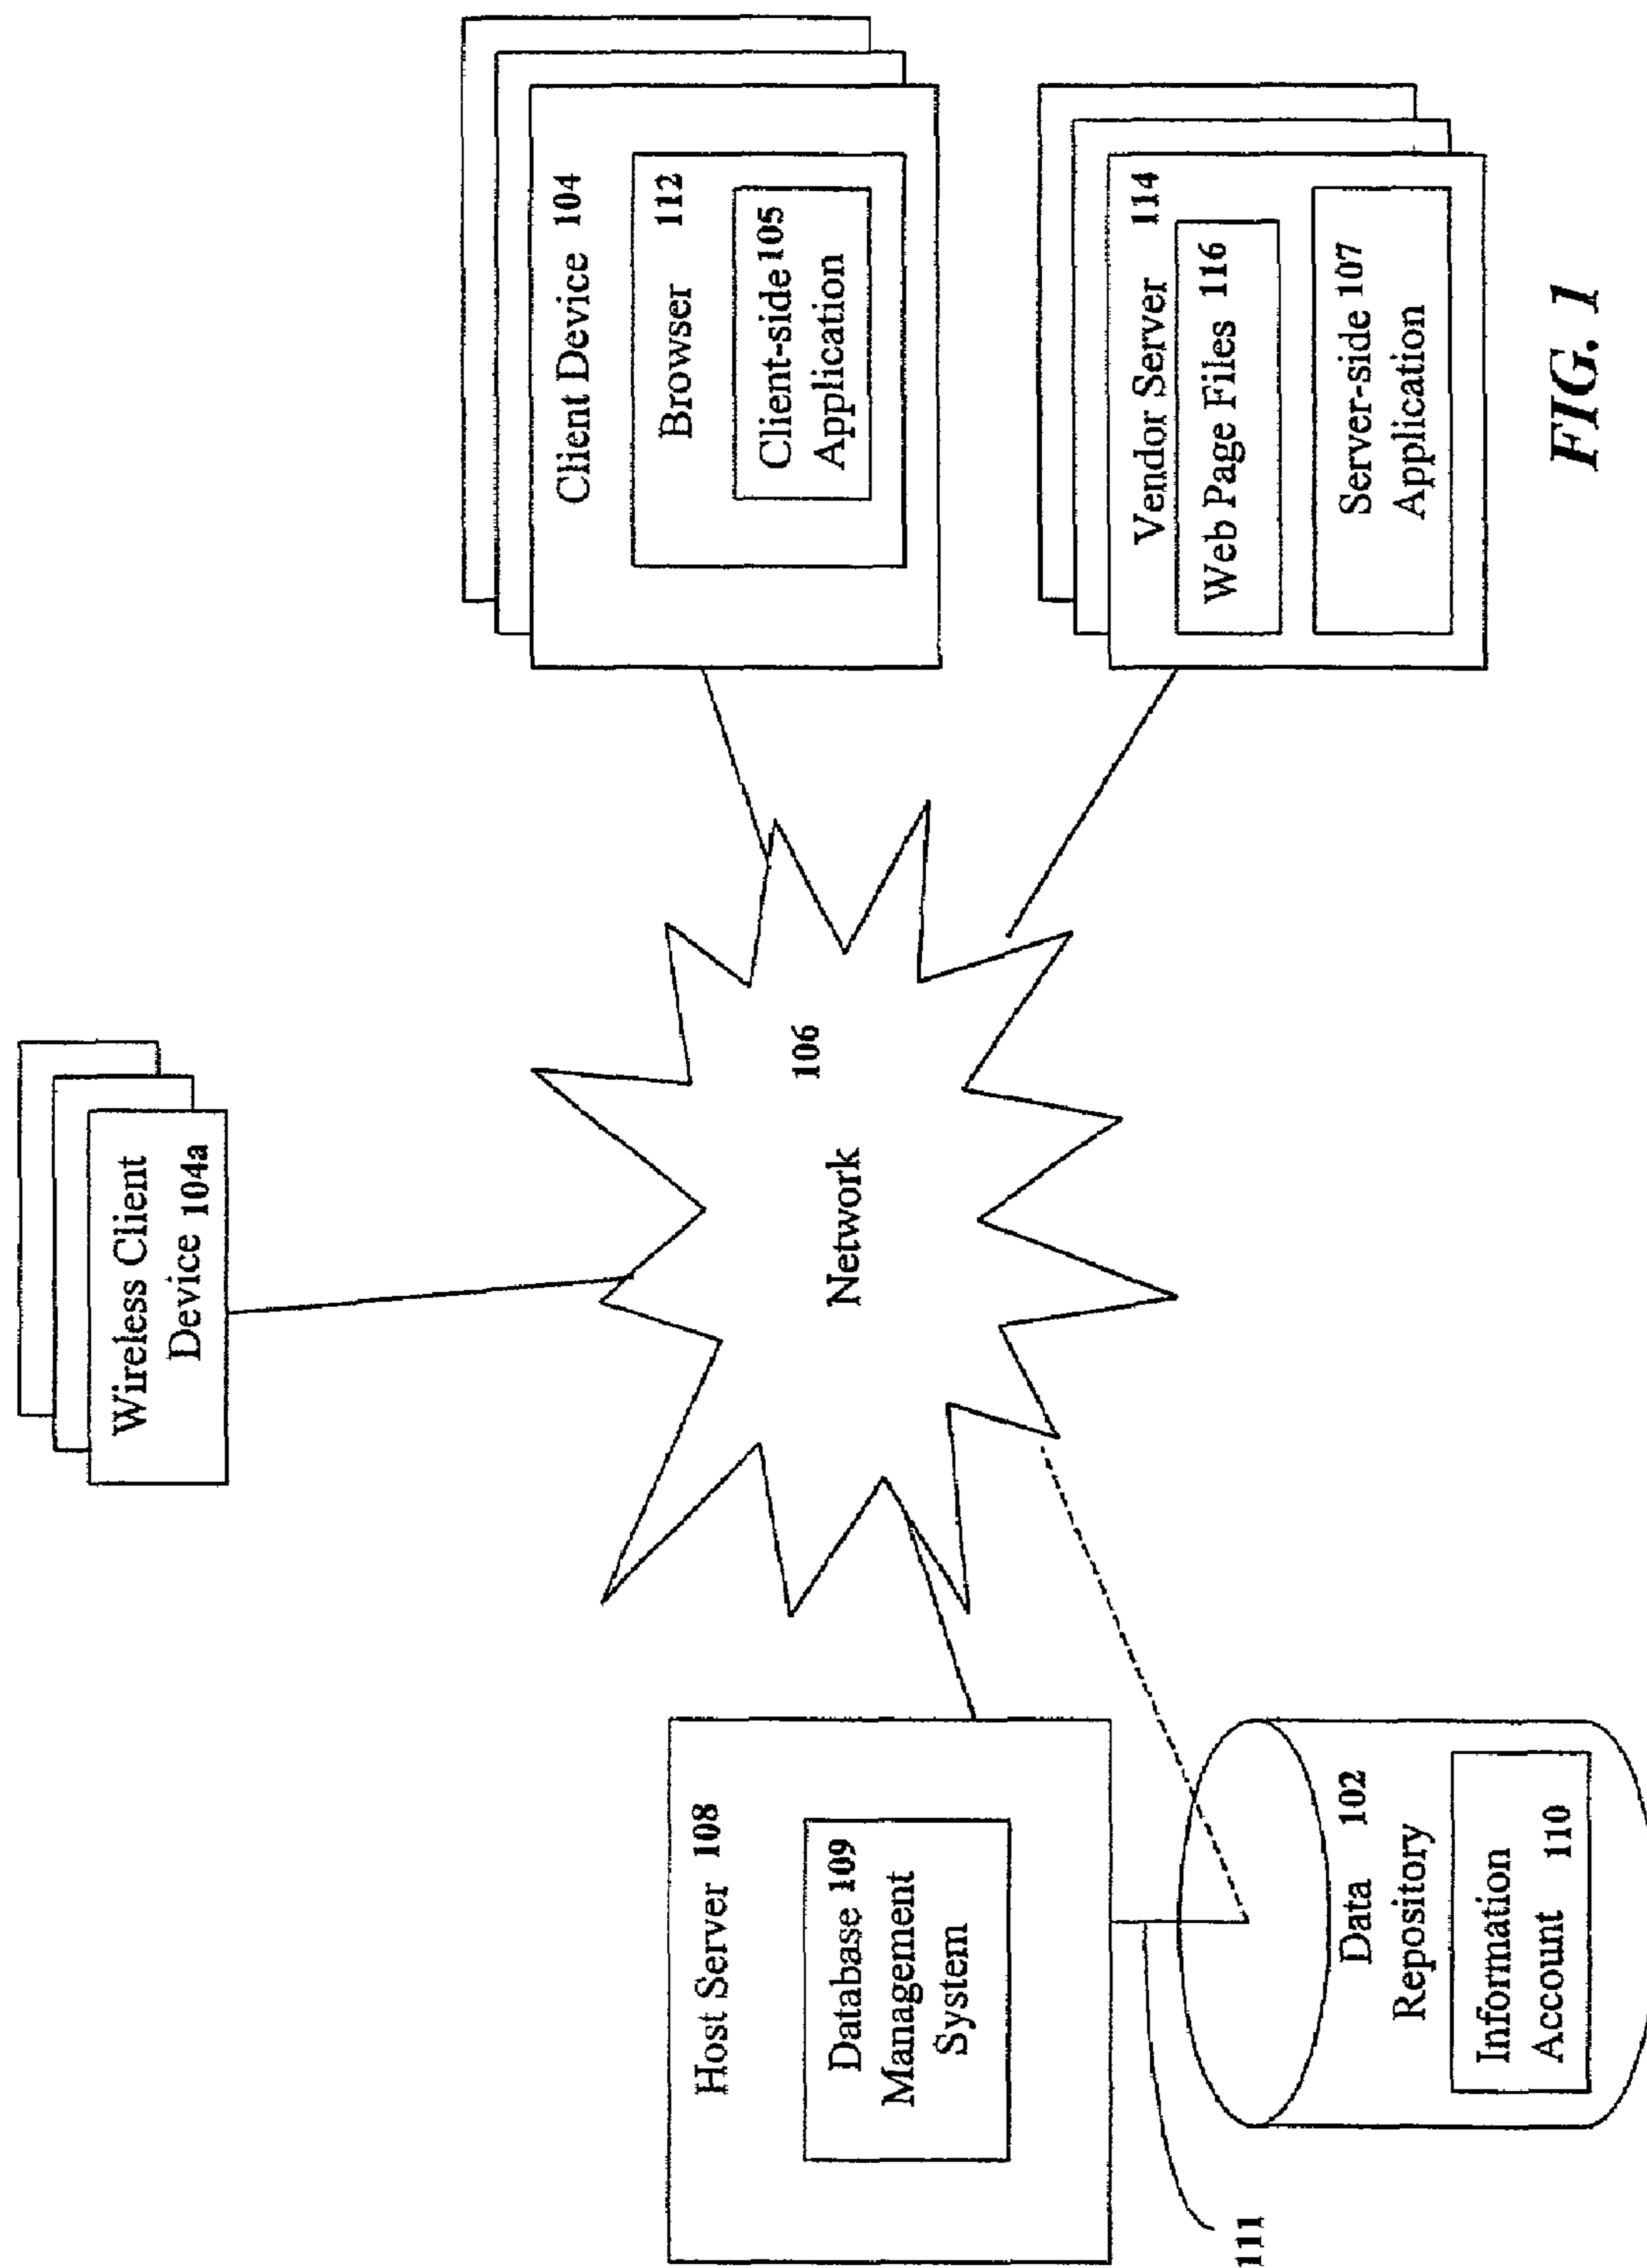 Wireless Client
Device 104a
Client Device 104
Browser 112
Client-side 105
Application
106
Network
Host Server 108
Database 109
Management
System
111
Data 102
Repository
Information
Account 110
Vendor Server 114
Web Page Files 116
Server-side 107
Application
FIG. 1